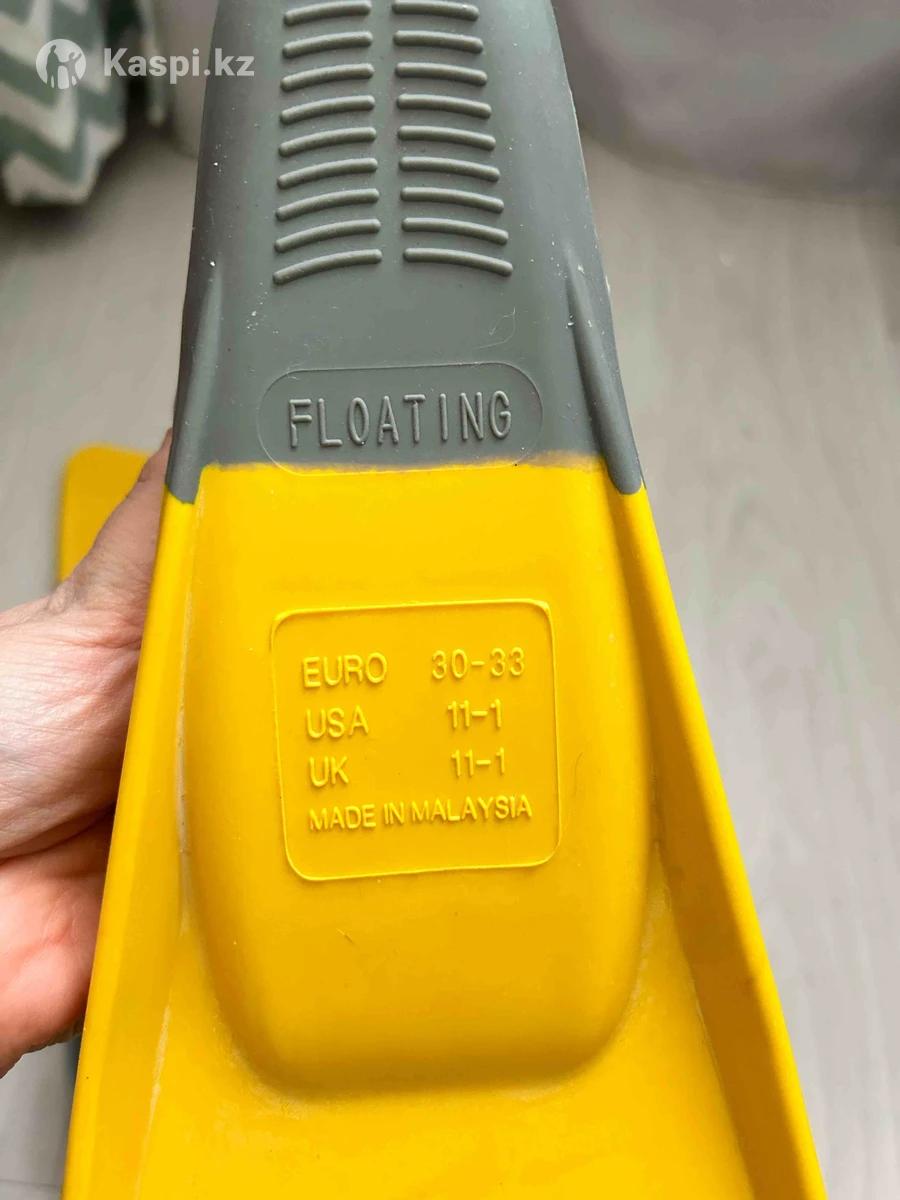 Kaspi.kz
FLOATING
EURO 30-33
USA 11-1
UK 11-1
MADE IN MALAYSIA